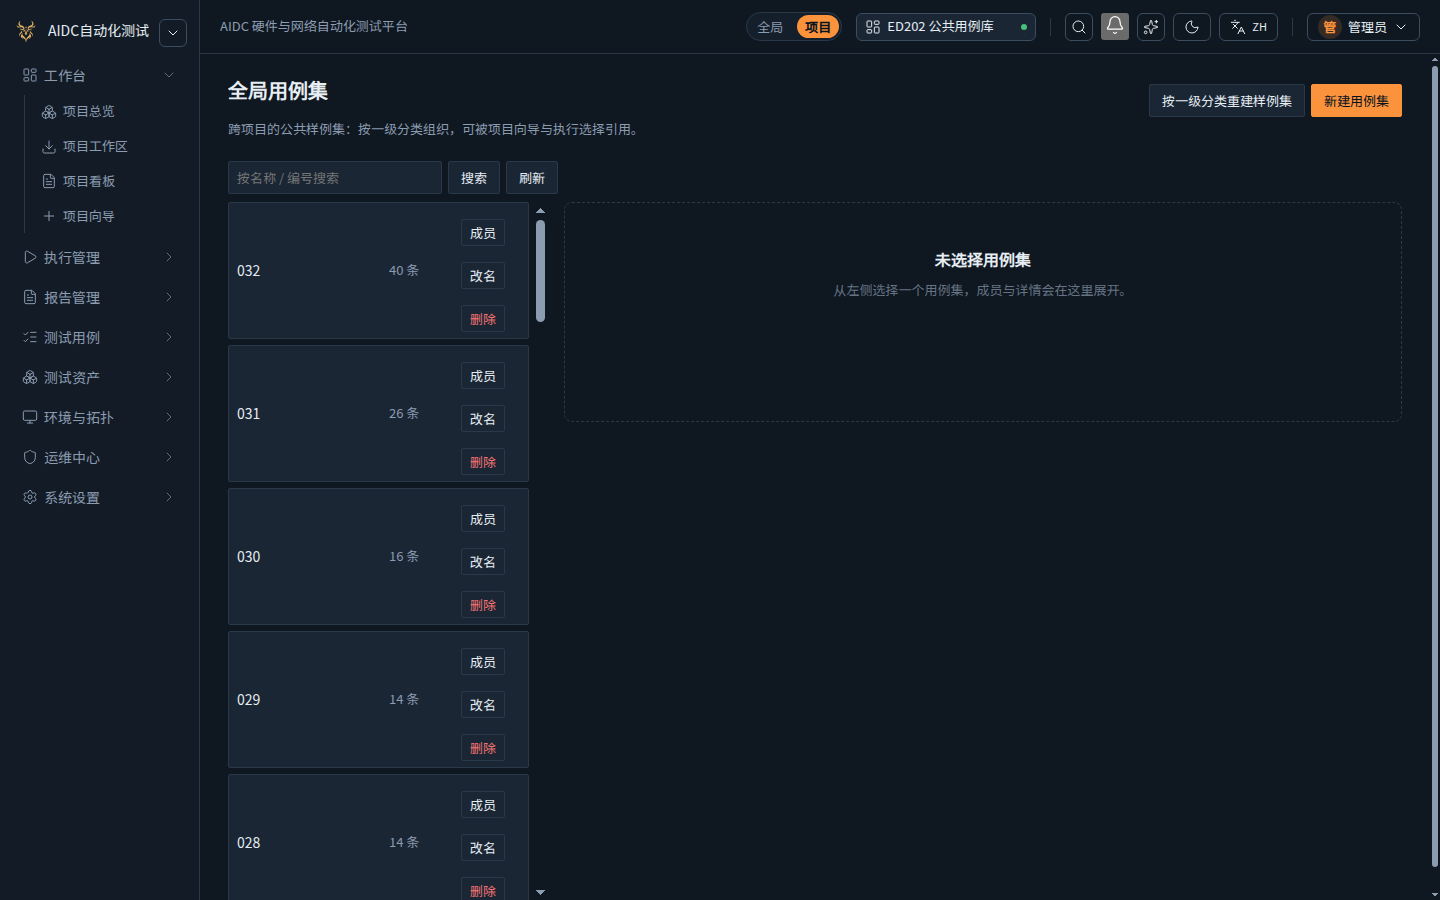 AIDC自动化测试
工作台
项目总览
项目工作区
项目看板
项目向导
执行管理
报告管理
测试用例
测试资产
环境与拓扑
运维中心
系统设置
AIDC 硬件与网络自动化测试平台
全局 项目
ED202 公共用例库
ZH
管 管理员
全局用例集
按一级分类重建样例集 新建用例集
跨项目的公共样例集：按一级分类组织，可被项目向导与执行选择引用。
按名称 / 编号搜索 搜索 刷新
032 40 条 成员 改名 删除
031 26 条 成员 改名 删除
030 16 条 成员 改名 删除
029 14 条 成员 改名 删除
028 14 条 成员 改名 删除
未选择用例集
从左侧选择一个用例集，成员与详情会在这里展开。